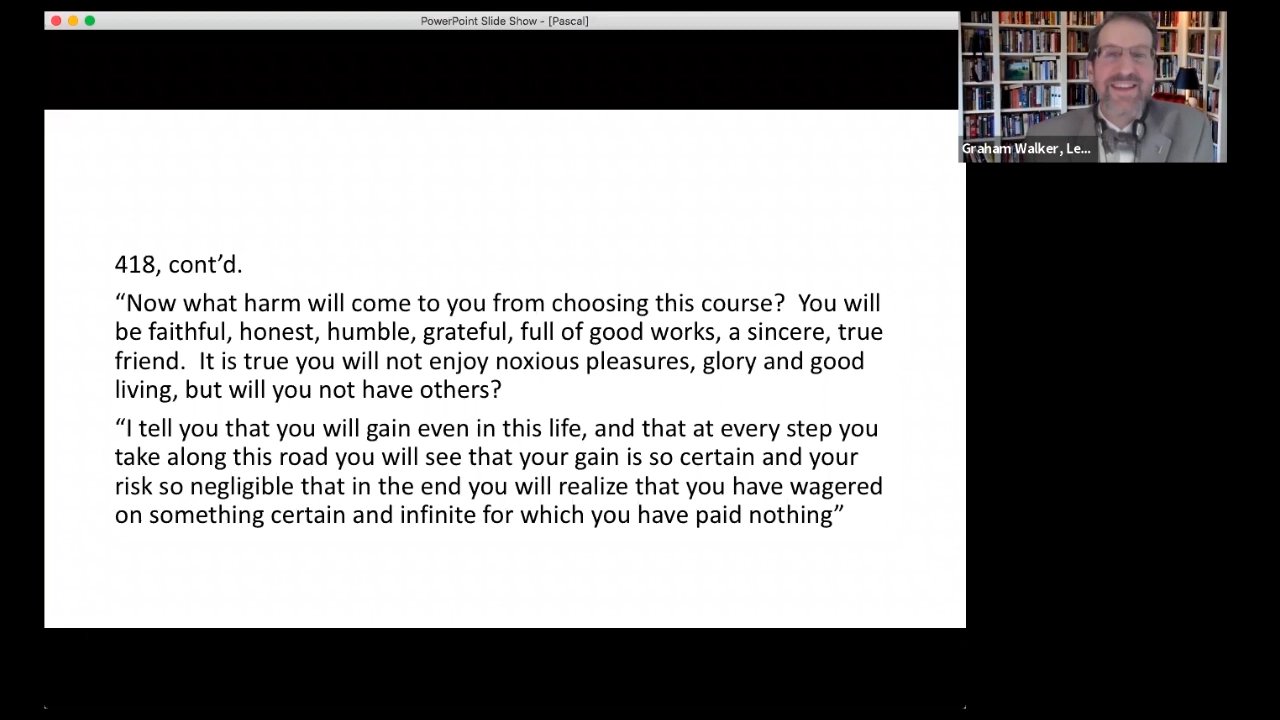 PowerPoint Slide Show - [Pascal]
Graham Walker, Le...
418, cont’d.
“Now what harm will come to you from choosing this course?  You will
be faithful, honest, humble, grateful, full of good works, a sincere, true
friend.  It is true you will not enjoy noxious pleasures, glory and good
living, but will you not have others?
“I tell you that you will gain even in this life, and that at every step you
take along this road you will see that your gain is so certain and your
risk so negligible that in the end you will realize that you have wagered
on something certain and infinite for which you have paid nothing”